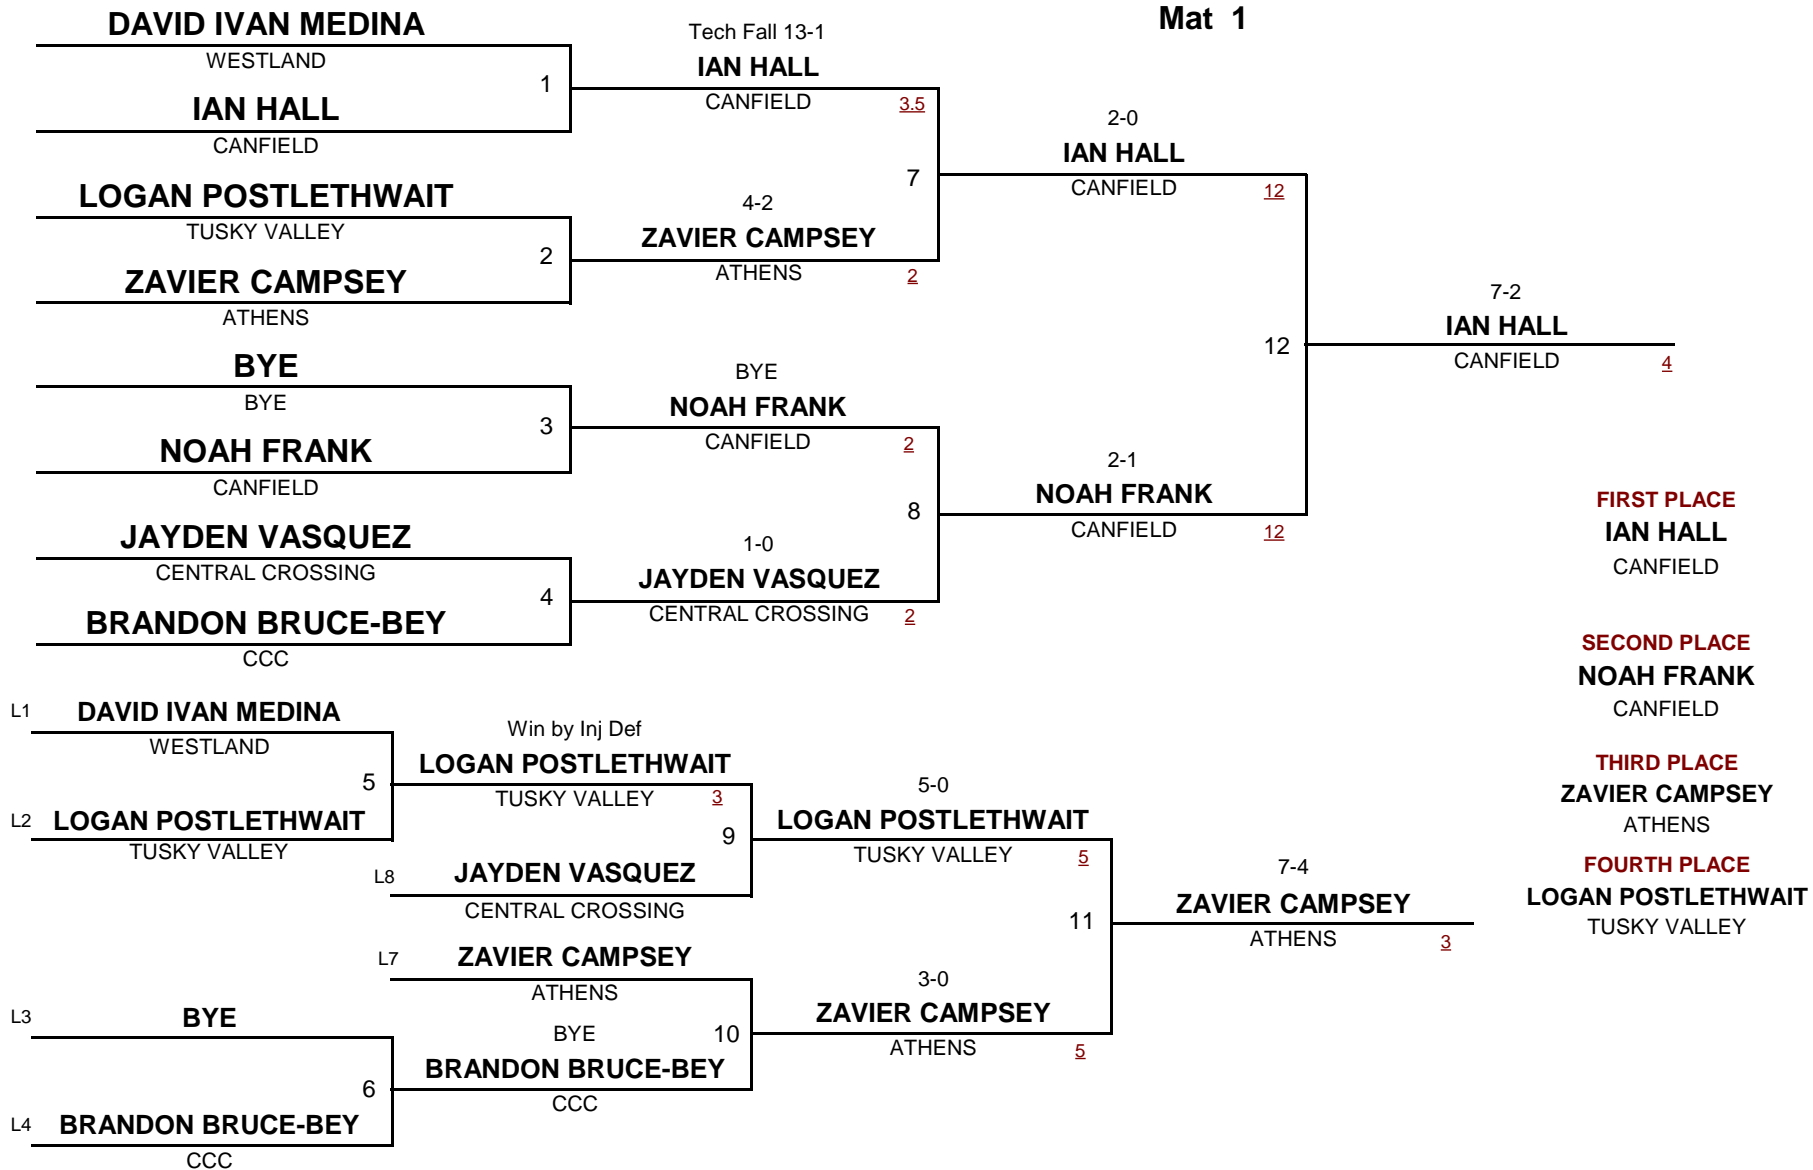 Mat 1
DAVID IVAN MEDINA
WESTLAND
1
IAN HALL
CANFIELD
LOGAN POSTLETHWAIT
TUSKY VALLEY
2
ZAVIER CAMPSEY
ATHENS
BYE
BYE
3
NOAH FRANK
CANFIELD
JAYDEN VASQUEZ
CENTRAL CROSSING
4
BRANDON BRUCE-BEY
CCC
Tech Fall 13-1
IAN HALL
CANFIELD 3.5
7
4-2
ZAVIER CAMPSEY
ATHENS 2
BYE
NOAH FRANK
CANFIELD 2
8
1-0
JAYDEN VASQUEZ
CENTRAL CROSSING 2
2-0
IAN HALL
CANFIELD 12
12
2-1
NOAH FRANK
CANFIELD 12
7-2
IAN HALL
CANFIELD 4
FIRST PLACE
IAN HALL
CANFIELD
SECOND PLACE
NOAH FRANK
CANFIELD
THIRD PLACE
ZAVIER CAMPSEY
ATHENS
FOURTH PLACE
LOGAN POSTLETHWAIT
TUSKY VALLEY
L1 DAVID IVAN MEDINA
WESTLAND
5
L2 LOGAN POSTLETHWAIT
TUSKY VALLEY
L3 BYE
6
L4 BRANDON BRUCE-BEY
CCC
Win by Inj Def
LOGAN POSTLETHWAIT
TUSKY VALLEY 3
9
L8 JAYDEN VASQUEZ
CENTRAL CROSSING
L7 ZAVIER CAMPSEY
ATHENS
BYE 10
BRANDON BRUCE-BEY
CCC
5-0
LOGAN POSTLETHWAIT
TUSKY VALLEY 5
11
3-0
ZAVIER CAMPSEY
ATHENS 5
7-4
ZAVIER CAMPSEY
ATHENS 3